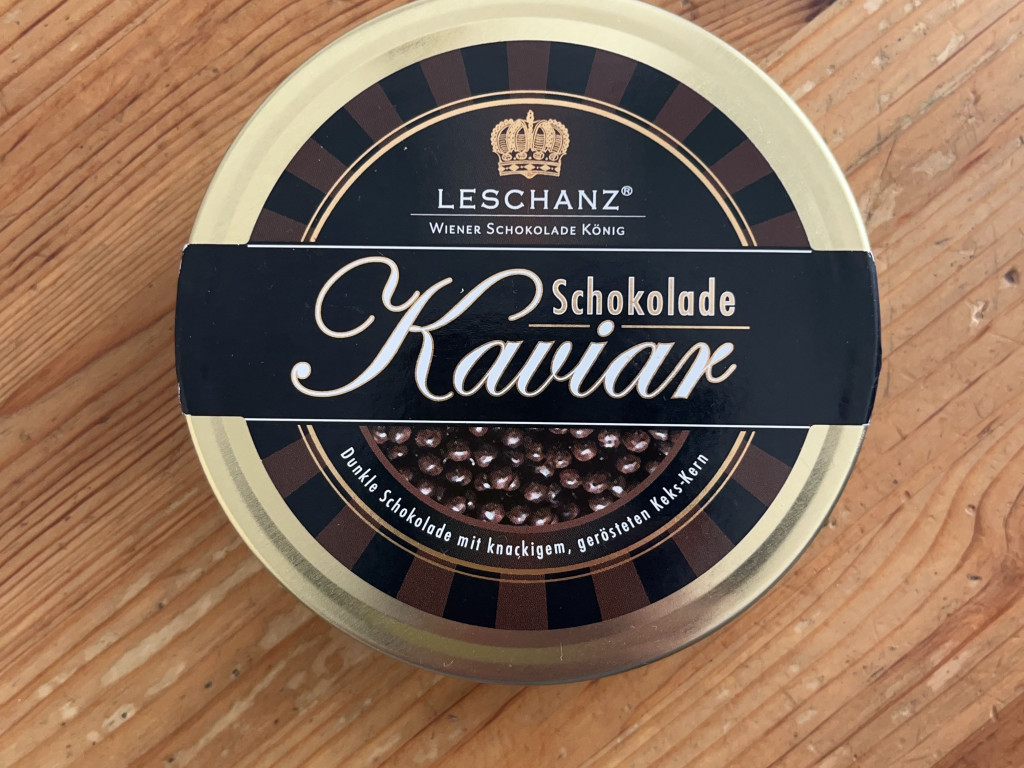 LESCHANZ®
WIENER SCHOKOLADE KÖNIG
Schokolade
Kaviar
Dunkle Schokolade mit knackigem, gerösteten Keks-Kern